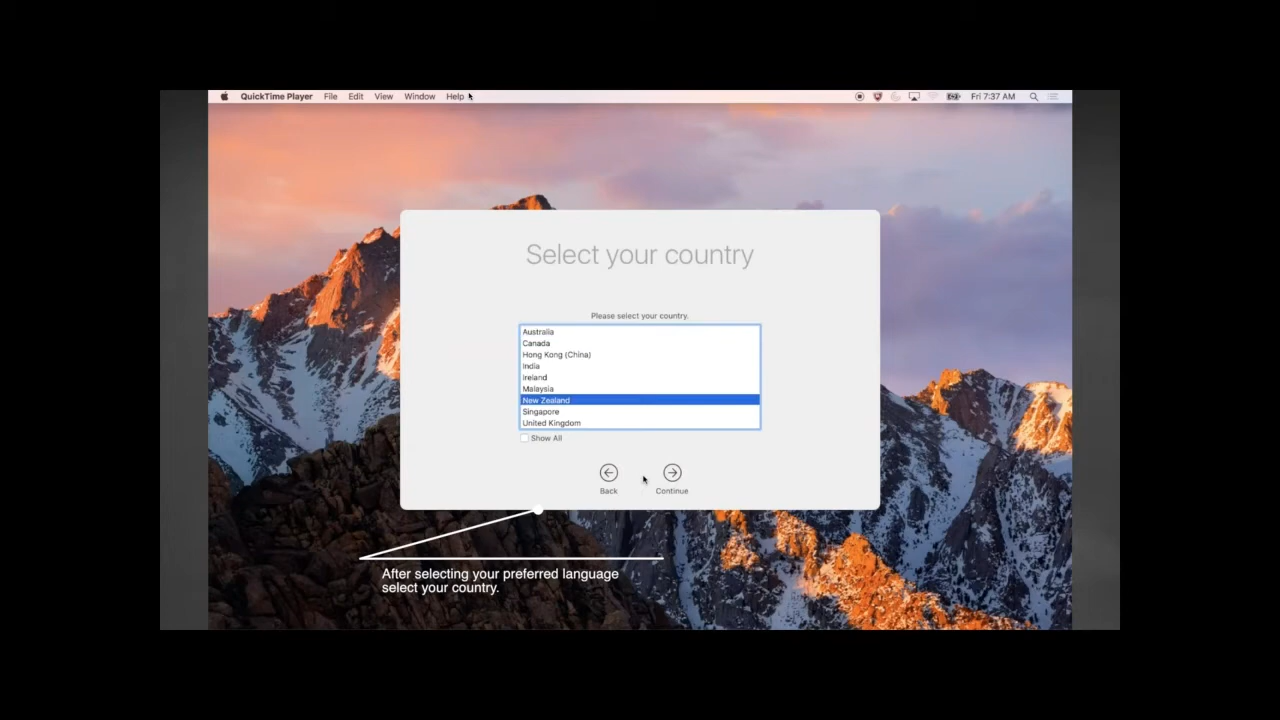 QuickTime Player File Edit View Window Help Fri 7:37 AM
Select your country
Please select your country.
Australia
Canada
Hong Kong (China)
India
Ireland
Malaysia
New Zealand
Singapore
United Kingdom
Show All
Back Continue
After selecting your preferred language
select your country.